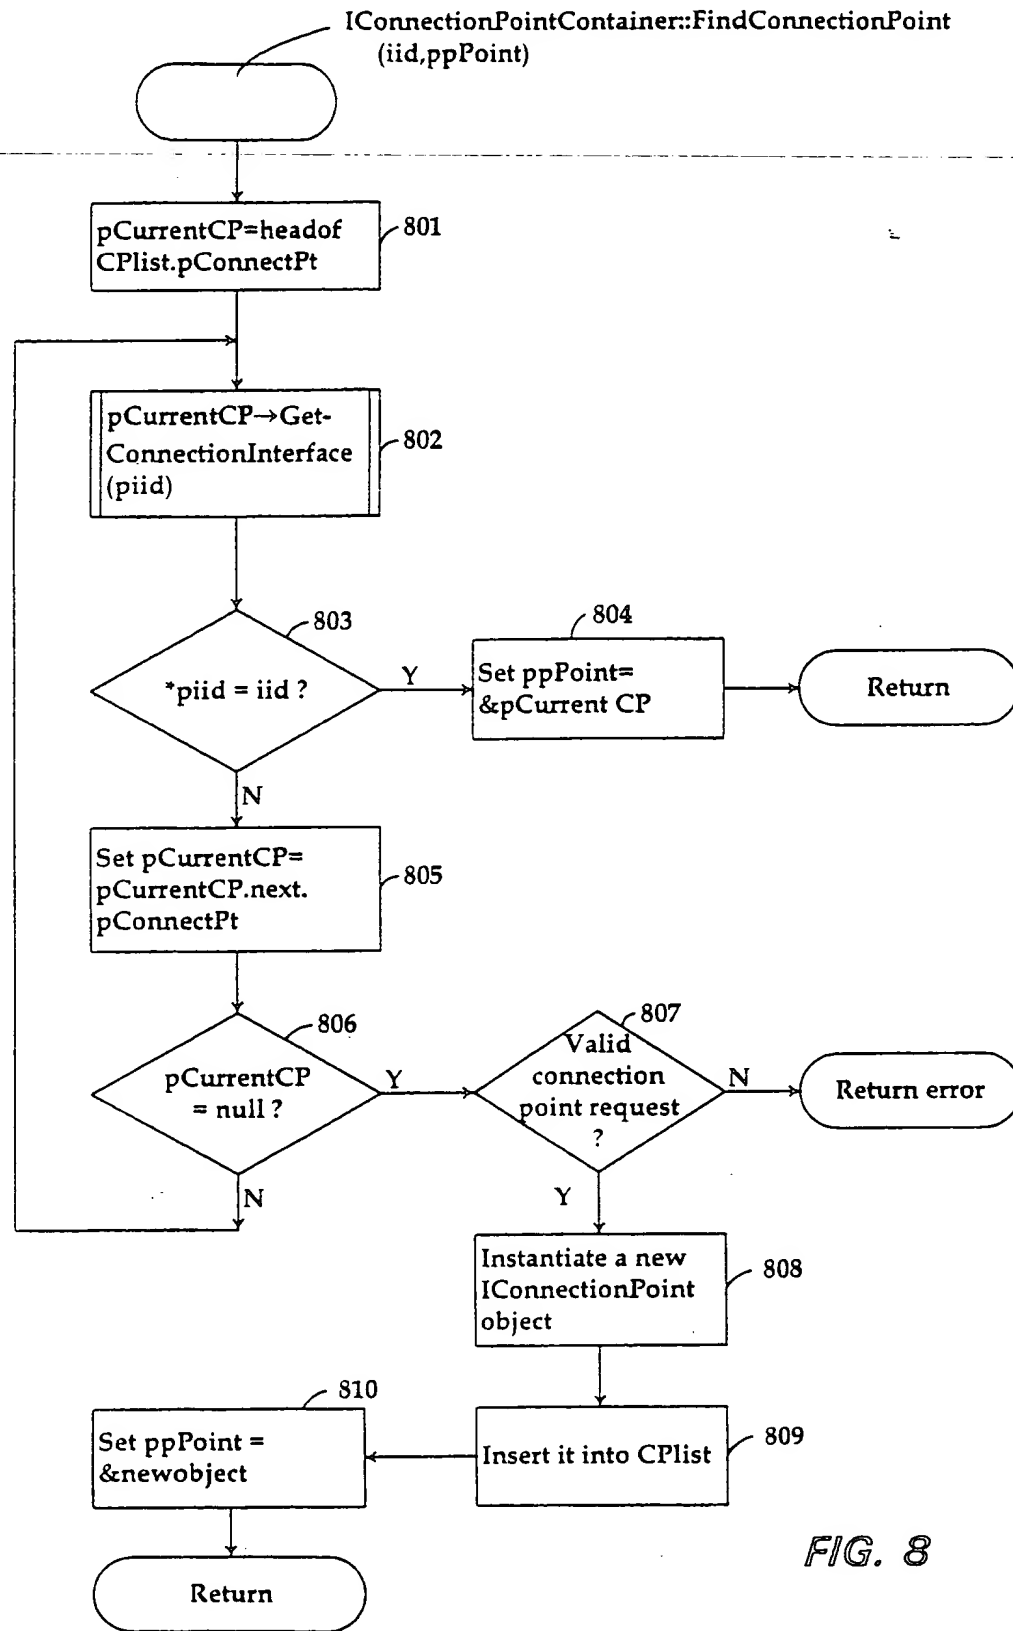 IConnectionPointContainer::FindConnectionPoint
(iid,ppPoint)
pCurrentCP=headof
CPlist.pConnectPt
801
pCurrentCP→Get-
ConnectionInterface
(piid)
802
803
*piid = iid ?
Y
804
Set ppPoint=
&pCurrent CP
Return
N
Set pCurrentCP=
pCurrentCP.next.
pConnectPt
805
806
pCurrentCP
= null ?
Y
N
807
Valid
connection
point request
?
N
Return error
Y
Instantiate a new
IConnectionPoint
object
808
Insert it into CPlist
809
810
Set ppPoint =
&newobject
Return
FIG. 8